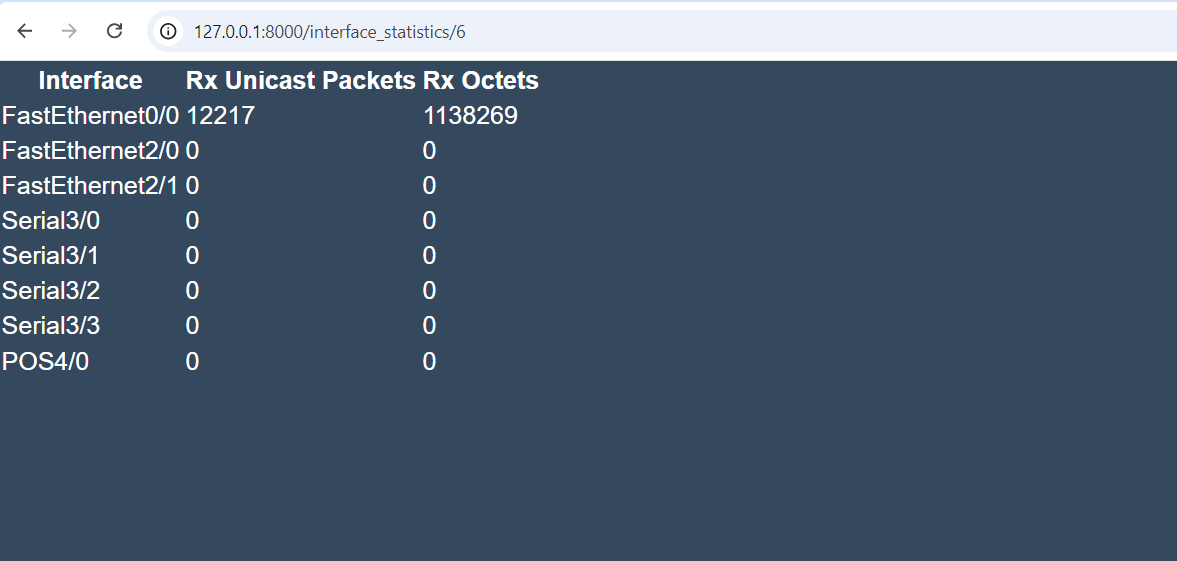 127.0.0.1:8000/interface_statistics/6
Interface Rx Unicast Packets Rx Octets
FastEthernet0/0 12217 1138269
FastEthernet2/0 0 0
FastEthernet2/1 0 0
Serial3/0 0 0
Serial3/1 0 0
Serial3/2 0 0
Serial3/3 0 0
POS4/0 0 0